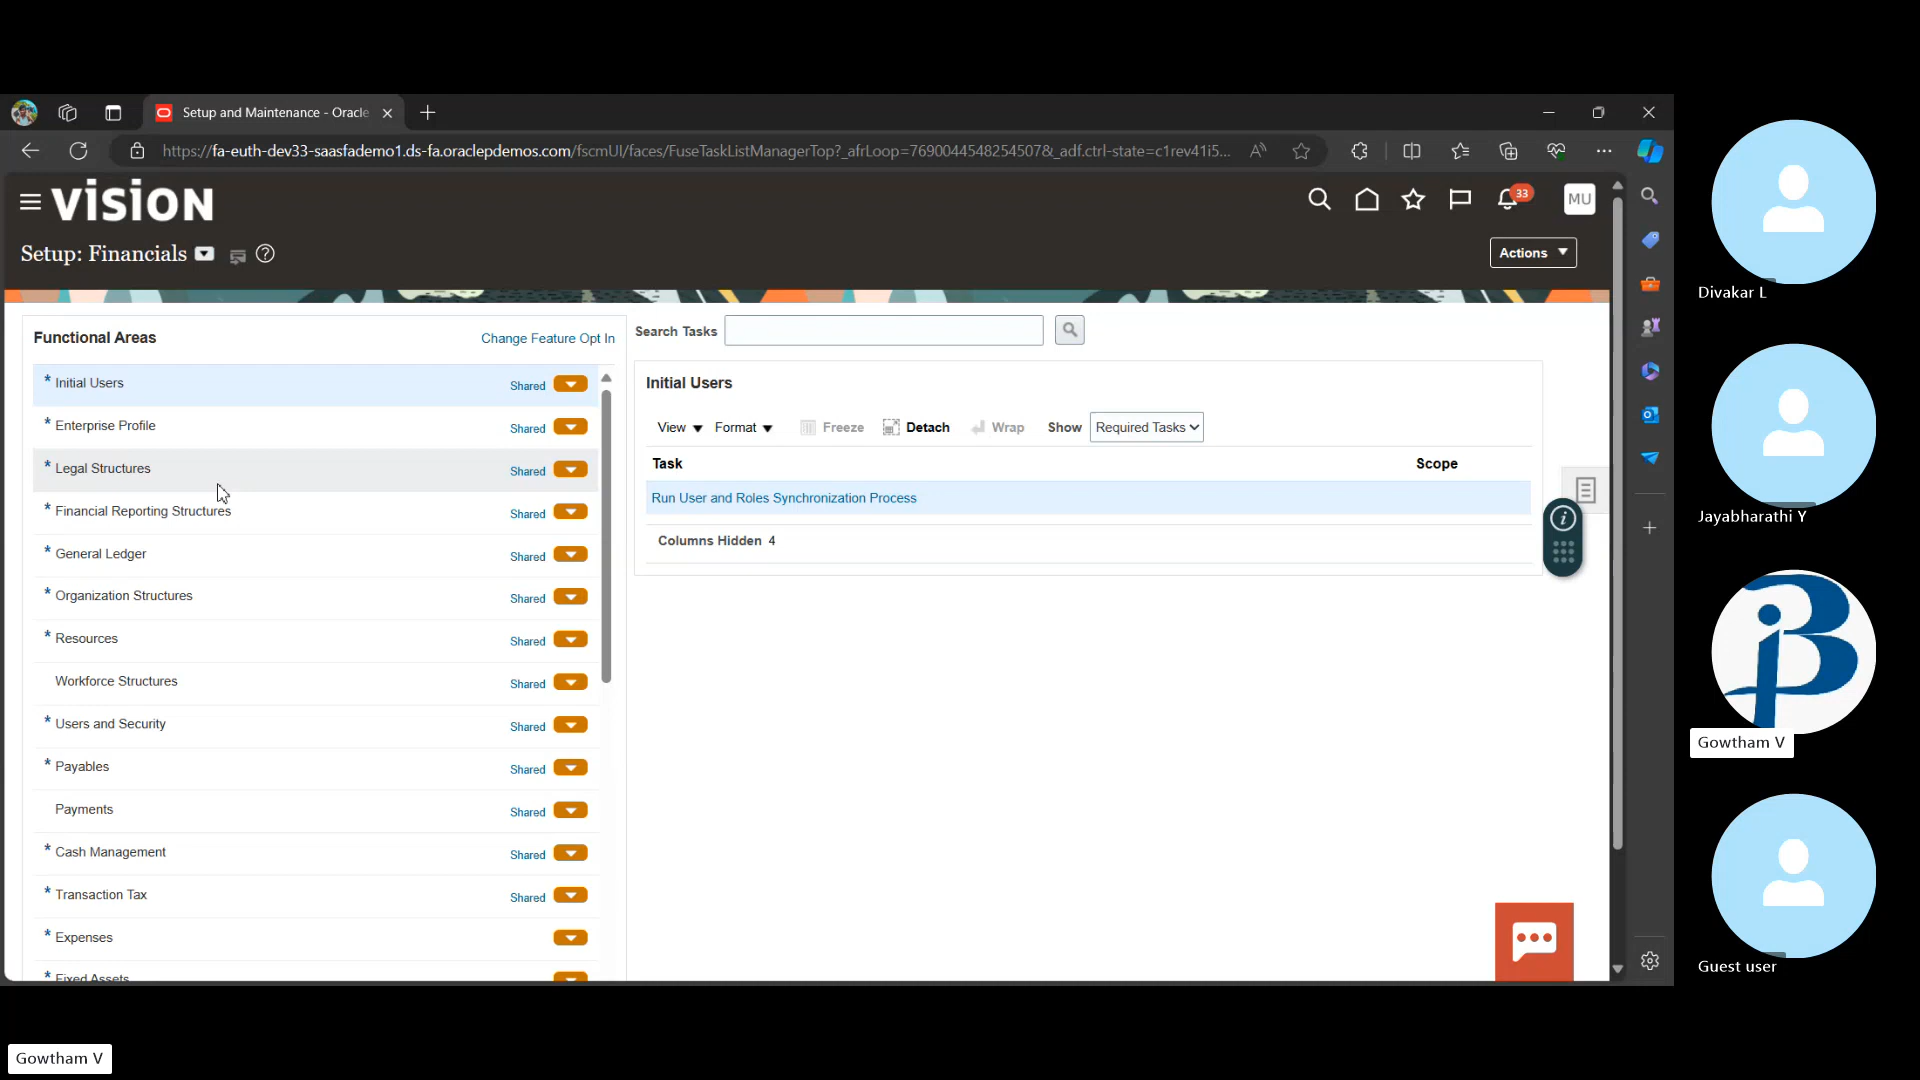 Setup and Maintenance - Oracle
https://fa-euth-dev33-saasfademo1.ds-fa.oraclepdemos.com/fscmUI/faces/FuseTaskListManagerTop?_afrLoop=7690044548254507&_adf.ctrl-state=c1rev41i5...
VISION
33
MU
Setup: Financials
Actions
Functional Areas
Change Feature Opt In
Search Tasks
* Initial Users Shared
* Enterprise Profile Shared
* Legal Structures Shared
* Financial Reporting Structures Shared
* General Ledger Shared
* Organization Structures Shared
* Resources Shared
Workforce Structures Shared
* Users and Security Shared
* Payables Shared
Payments Shared
* Cash Management Shared
* Transaction Tax Shared
* Expenses
* Fixed Assets
Initial Users
View Format Freeze Detach Wrap Show Required Tasks
Task Scope
Run User and Roles Synchronization Process
Columns Hidden 4
Divakar L
Jayabharathi Y
Gowtham V
Guest user
Gowtham V